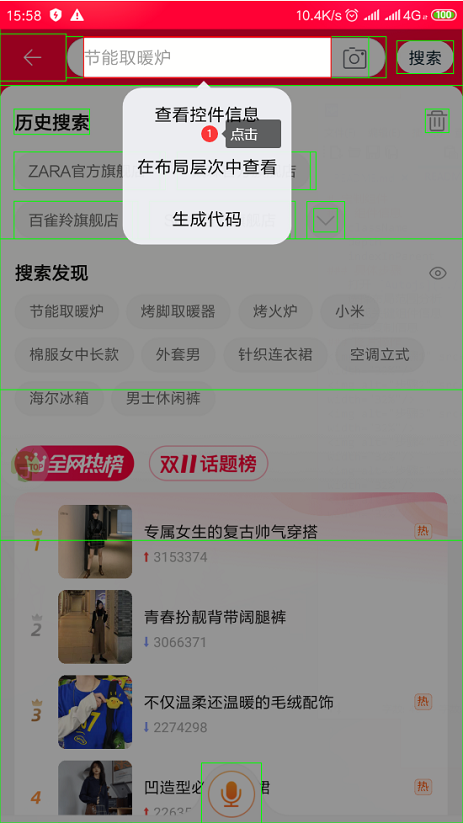 15:58 10.4K/s 4G 100
节能取暖炉 搜索
查看控件信息
历史搜索
1 点击
ZARA官方旗舰 在布局层次中查看 店
百雀羚旗舰店 生成代码
搜索发现
节能取暖炉 烤脚取暖器 烤火炉 小米
棉服女中长款 外套男 针织连衣裙 空调立式
海尔冰箱 男士休闲裤
TOP 全网热榜 双11话题榜
1 专属女生的复古帅气穿搭 热
3153374
2 青春扮靓背带阔腿裤
3066371
3 不仅温柔还温暖的毛绒配饰 热
2274298
4 凹造型必 裙 热